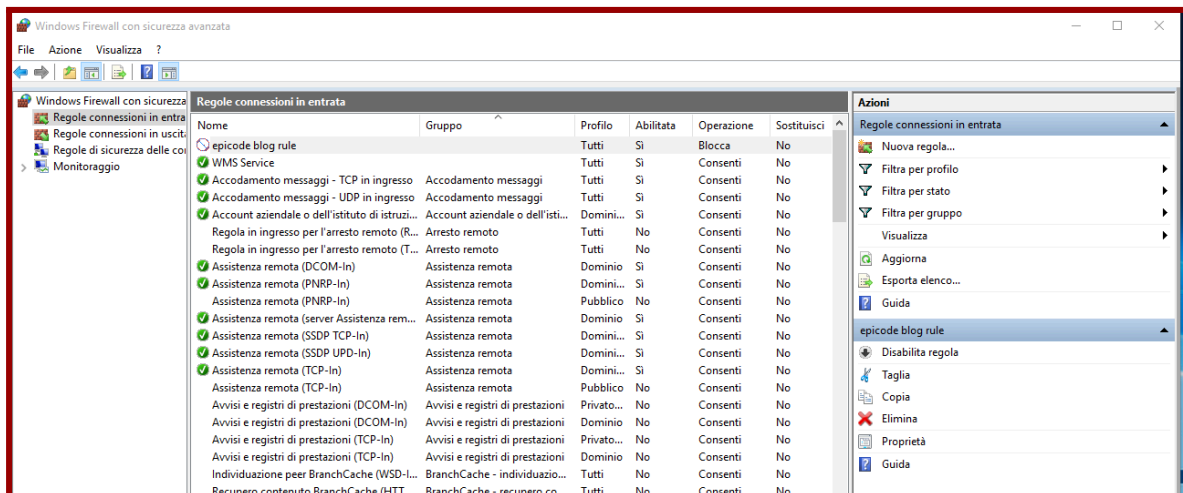 Windows Firewall con sicurezza avanzata
File Azione Visualizza ?
Windows Firewall con sicurezza
Regole connessioni in entra
Regole connessioni in uscit
Regole di sicurezza delle co
Monitoraggio
Regole connessioni in entrata
Nome Gruppo Profilo Abilitata Operazione Sostituisci
epicode blog rule Tutti Sì Blocca No
WMS Service Tutti Sì Consenti No
Accodamento messaggi - TCP in ingresso Accodamento messaggi Tutti Sì Consenti No
Accodamento messaggi - UDP in ingresso Accodamento messaggi Tutti Sì Consenti No
Account aziendale o dell'istituto di istruzi... Account aziendale o dell'isti... Domini... Sì Consenti No
Regola in ingresso per l'arresto remoto (R... Arresto remoto Tutti No Consenti No
Regola in ingresso per l'arresto remoto (T... Arresto remoto Tutti No Consenti No
Assistenza remota (DCOM-In) Assistenza remota Dominio Sì Consenti No
Assistenza remota (PNRP-In) Assistenza remota Domini... Sì Consenti No
Assistenza remota (PNRP-In) Assistenza remota Pubblico No Consenti No
Assistenza remota (server Assistenza rem... Assistenza remota Dominio Sì Consenti No
Assistenza remota (SSDP TCP-In) Assistenza remota Domini... Sì Consenti No
Assistenza remota (SSDP UPD-In) Assistenza remota Domini... Sì Consenti No
Assistenza remota (TCP-In) Assistenza remota Domini... Sì Consenti No
Assistenza remota (TCP-In) Assistenza remota Pubblico No Consenti No
Avvisi e registri di prestazioni (DCOM-In) Avvisi e registri di prestazioni Privato... No Consenti No
Avvisi e registri di prestazioni (DCOM-In) Avvisi e registri di prestazioni Dominio No Consenti No
Avvisi e registri di prestazioni (TCP-In) Avvisi e registri di prestazioni Privato... No Consenti No
Avvisi e registri di prestazioni (TCP-In) Avvisi e registri di prestazioni Dominio No Consenti No
Individuazione peer BranchCache (WSD-I... BranchCache - individuazio... Tutti No Consenti No
Recupero contenuto BranchCache (HTT... BranchCache - recupero co... Tutti No Consenti No
Azioni
Regole connessioni in entrata
Nuova regola...
Filtra per profilo
Filtra per stato
Filtra per gruppo
Visualizza
Aggiorna
Esporta elenco...
Guida
epicode blog rule
Disabilita regola
Taglia
Copia
Elimina
Proprietà
Guida